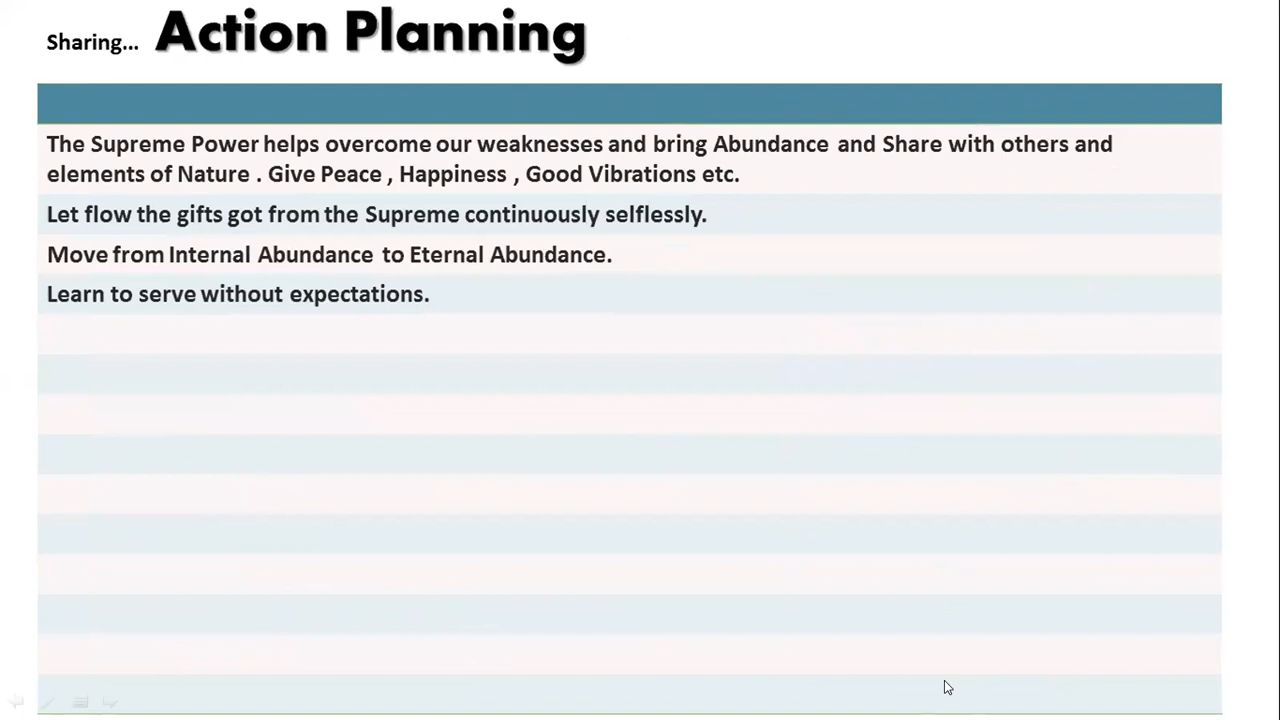 Sharing... Action Planning
The Supreme Power helps overcome our weaknesses and bring Abundance and Share with others and
elements of Nature . Give Peace , Happiness , Good Vibrations etc.
Let flow the gifts got from the Supreme continuously selflessly.
Move from Internal Abundance to Eternal Abundance.
Learn to serve without expectations.